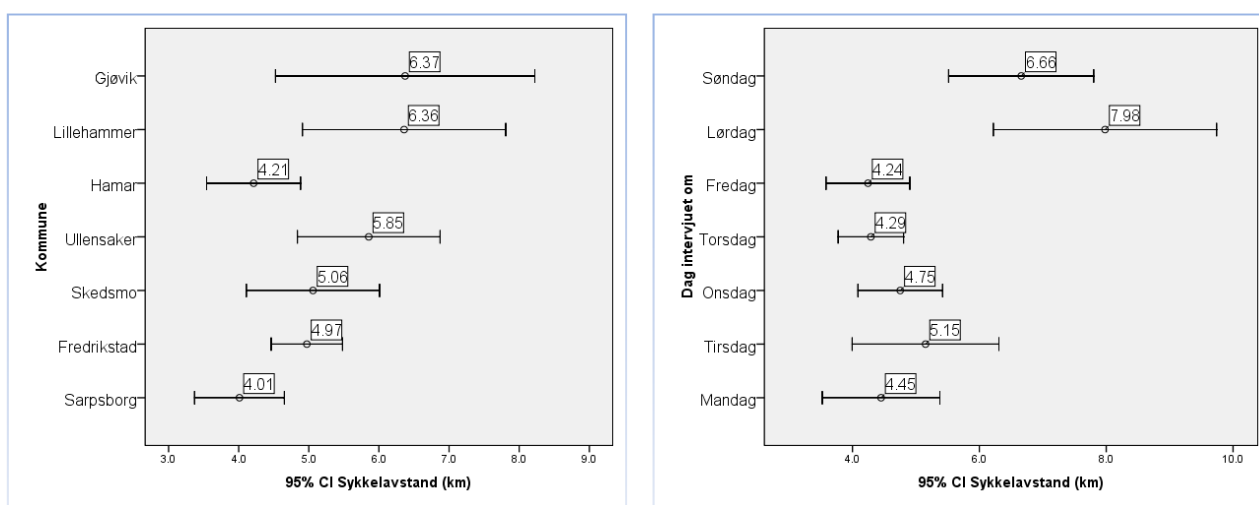 Kommune
Gjøvik
6.37
Lillehammer
6.36
Hamar
4.21
Ullensaker
5.85
Skedsmo
5.06
Fredrikstad
4.97
Sarpsborg
4.01
3.0 4.0 5.0 6.0 7.0 8.0 9.0
95% CI Sykkelavstand (km)
Dag intervjuet om
Søndag
6.66
Lørdag
7.98
Fredag
4.24
Torsdag
4.29
Onsdag
4.75
Tirsdag
5.15
Mandag
4.45
4.0 6.0 8.0 10.0
95% CI Sykkelavstand (km)